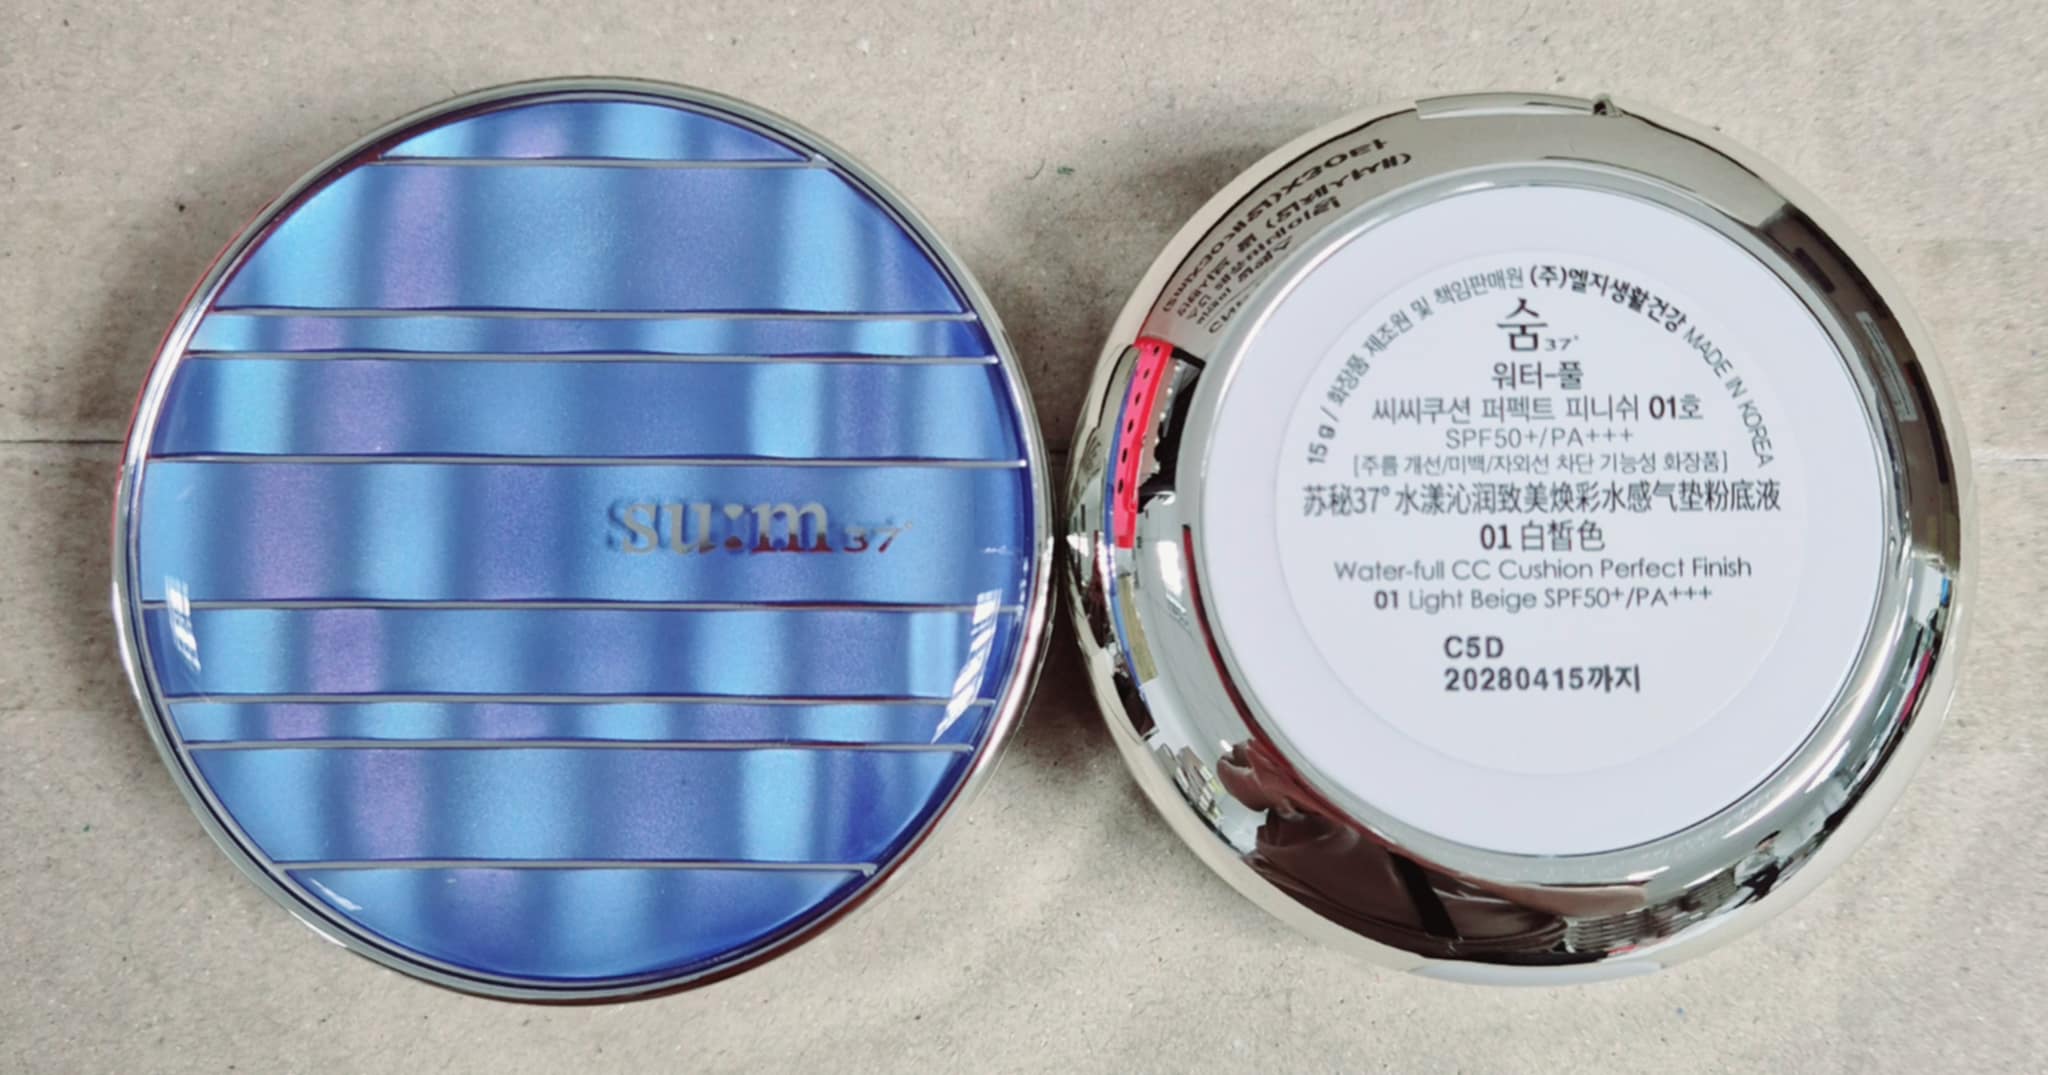 su:m37°
15 g / 화장품 제조원 및 책임판매원 (주)엘지생활건강 MADE IN KOREA
숨37°
워터-풀
씨씨쿠션 퍼펙트 피니쉬 01호
SPF50+/PA+++
[주름 개선/미백/자외선 차단 기능성 화장품]
苏秘37° 水漾沁润致美焕彩水感气垫粉底液
01 白皙色
Water-full CC Cushion Perfect Finish
01 Light Beige SPF50+/PA+++
C5D
20280415까지